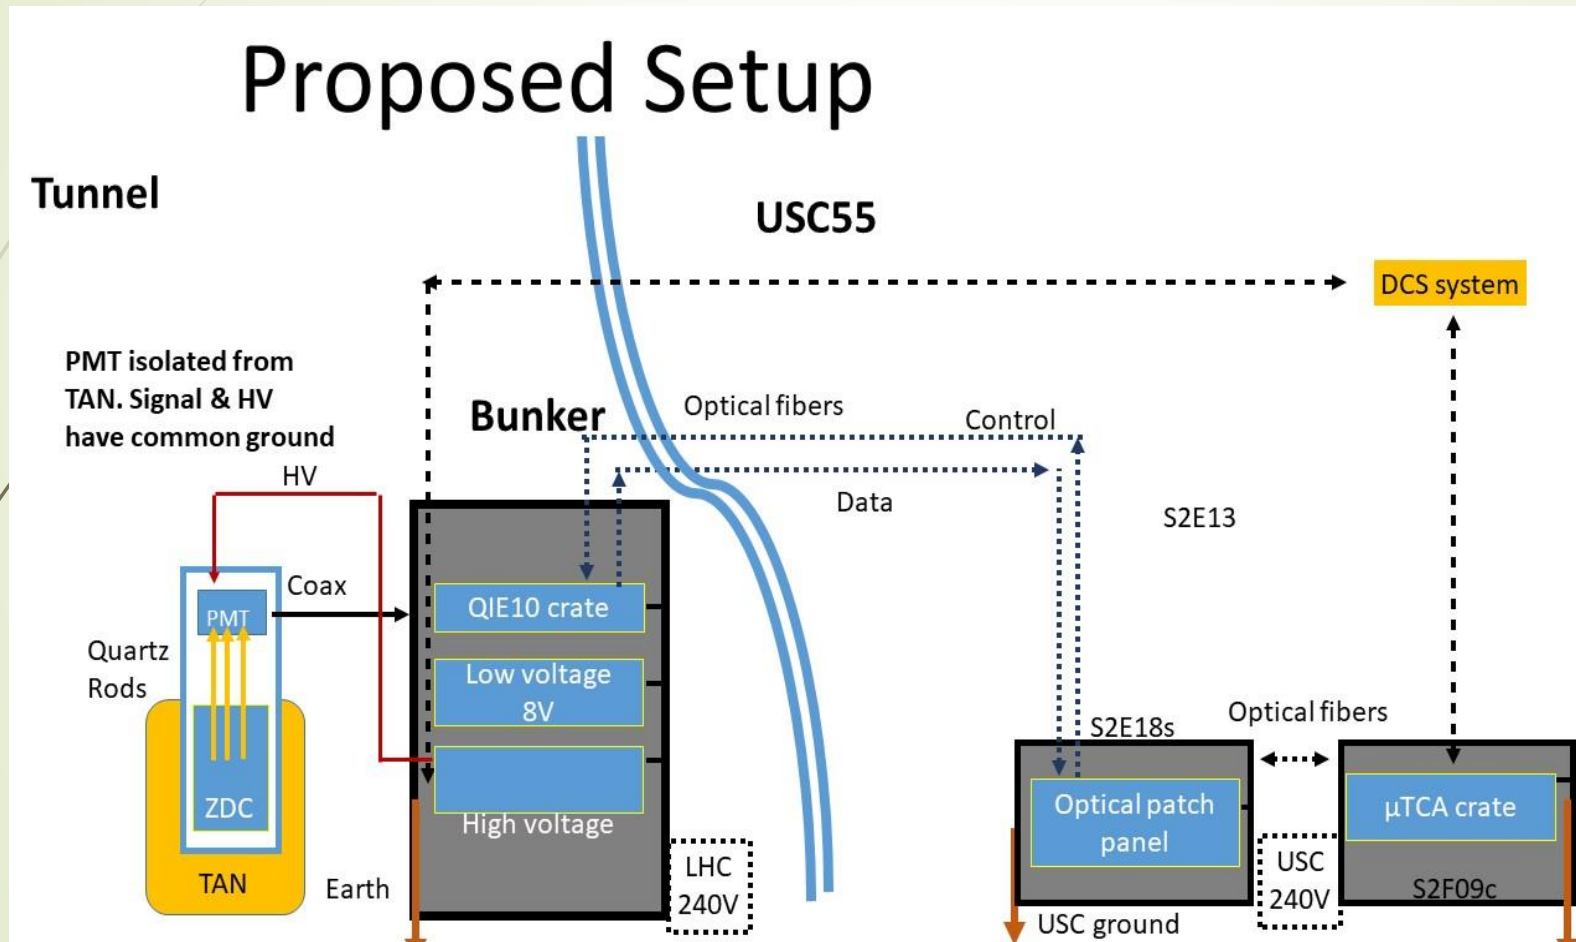 Proposed Setup
Tunnel
USC55
DCS system
PMT isolated from
TAN. Signal & HV
have common ground
Bunker
Optical fibers
Control
HV
Data
S2E13
Coax
PMT
QIE10 crate
Quartz
Rods
Low voltage
8V
S2E18s
Optical fibers
ZDC
High voltage
Optical patch
panel
µTCA crate
TAN
Earth
LHC
240V
USC
240V
S2F09c
USC ground